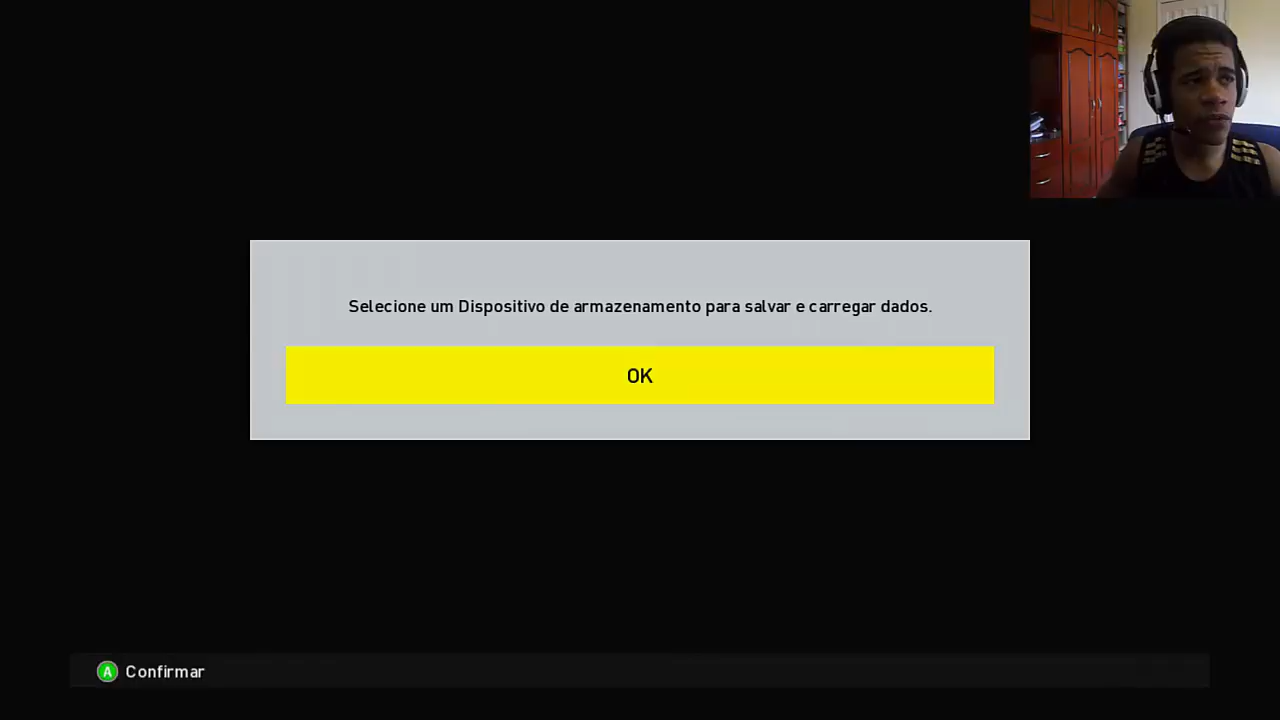 Selecione um Dispositivo de armazenamento para salvar e carregar dados.
OK
A Confirmar